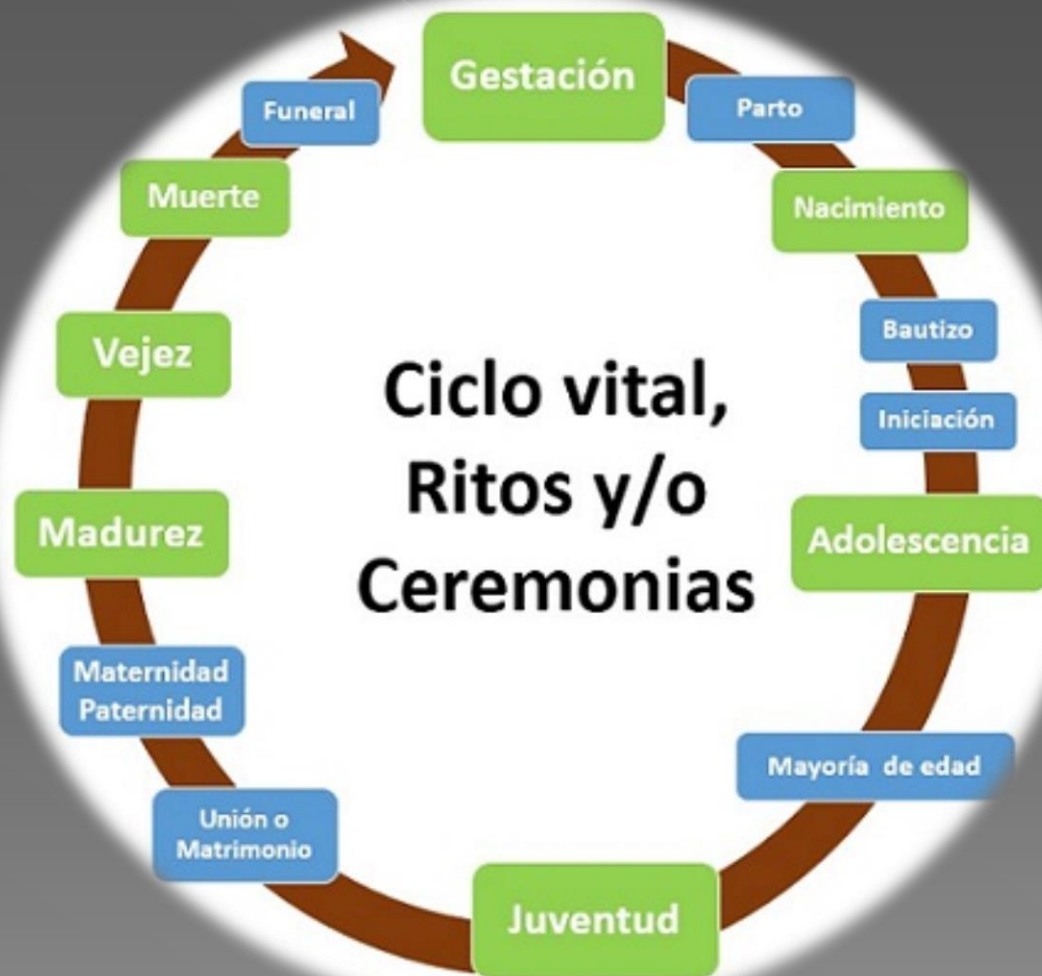 Gestación
Parto
Nacimiento
Bautizo
Iniciación
Adolescencia
Mayoría de edad
Juventud
Unión o
Matrimonio
Maternidad
Paternidad
Madurez
Vejez
Muerte
Funeral
Ciclo vital,
Ritos y/o
Ceremonias